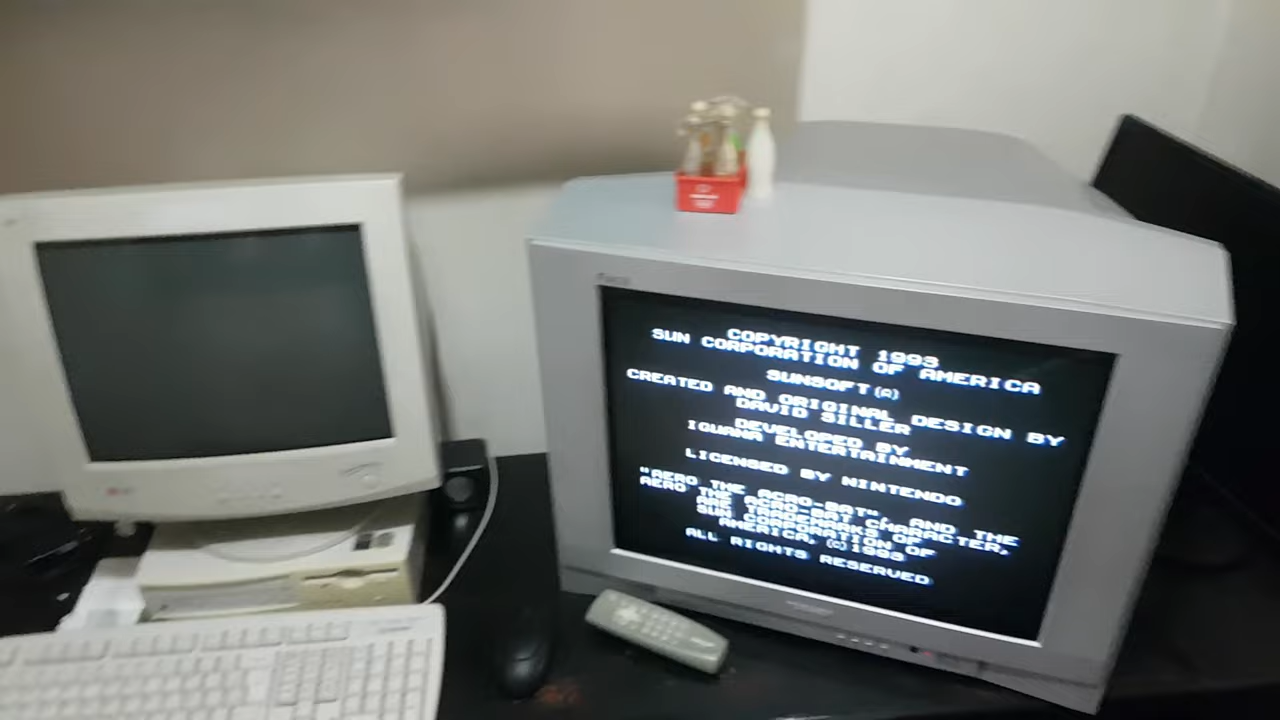 COPYRIGHT 1993
SUN CORPORATION OF AMERICA
SUNSOFT(R)
CREATED AND ORIGINAL DESIGN BY
DAVID SILLER
DEVELOPED BY
IGUANA ENTERTAINMENT
LICENSED BY NINTENDO
"AERO THE ACRO-BAT", AND THE
AERO THE ACRO-BAT CHARACTER,
ARE TRADEMARKS OF
SUN CORPORATION OF
AMERICA, (C)1993
ALL RIGHTS RESERVED